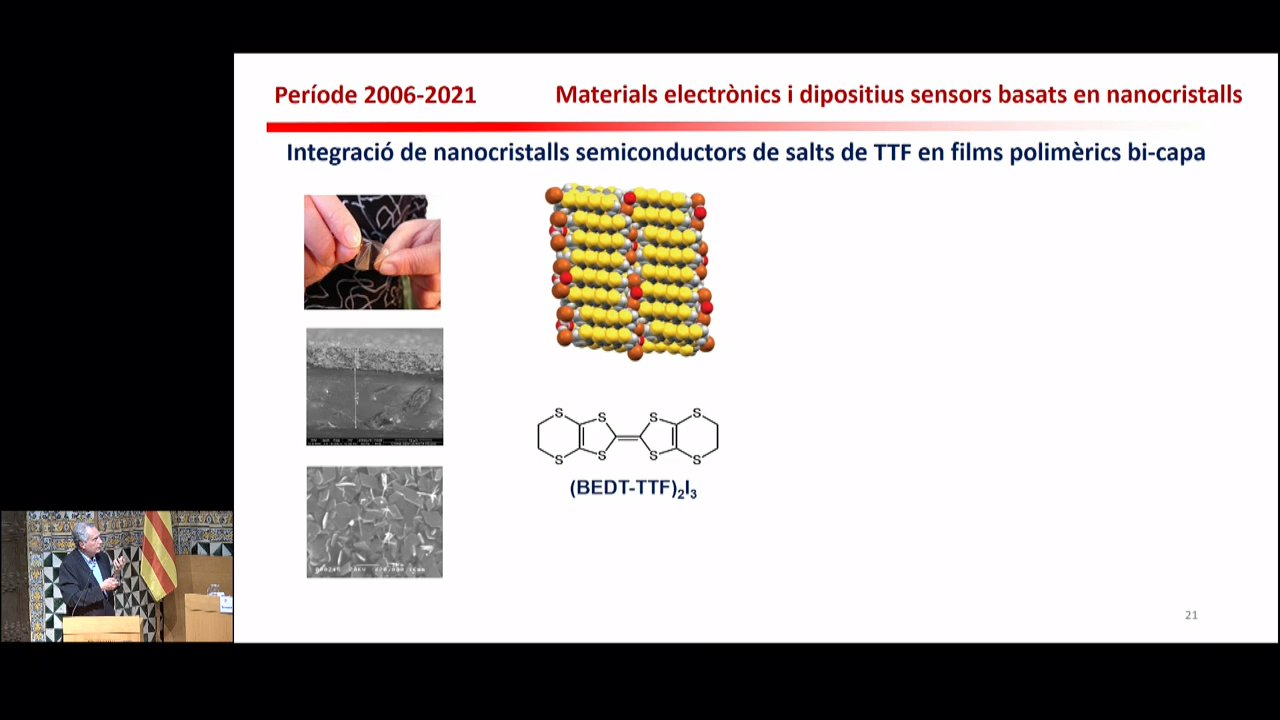 Període 2006-2021
Materials electrònics i dipositius sensors basats en nanocristalls
Integració de nanocristalls semiconductors de salts de TTF en films polimèrics bi-capa
S S S S
S S S S
(BEDT-TTF)₂I₃
21